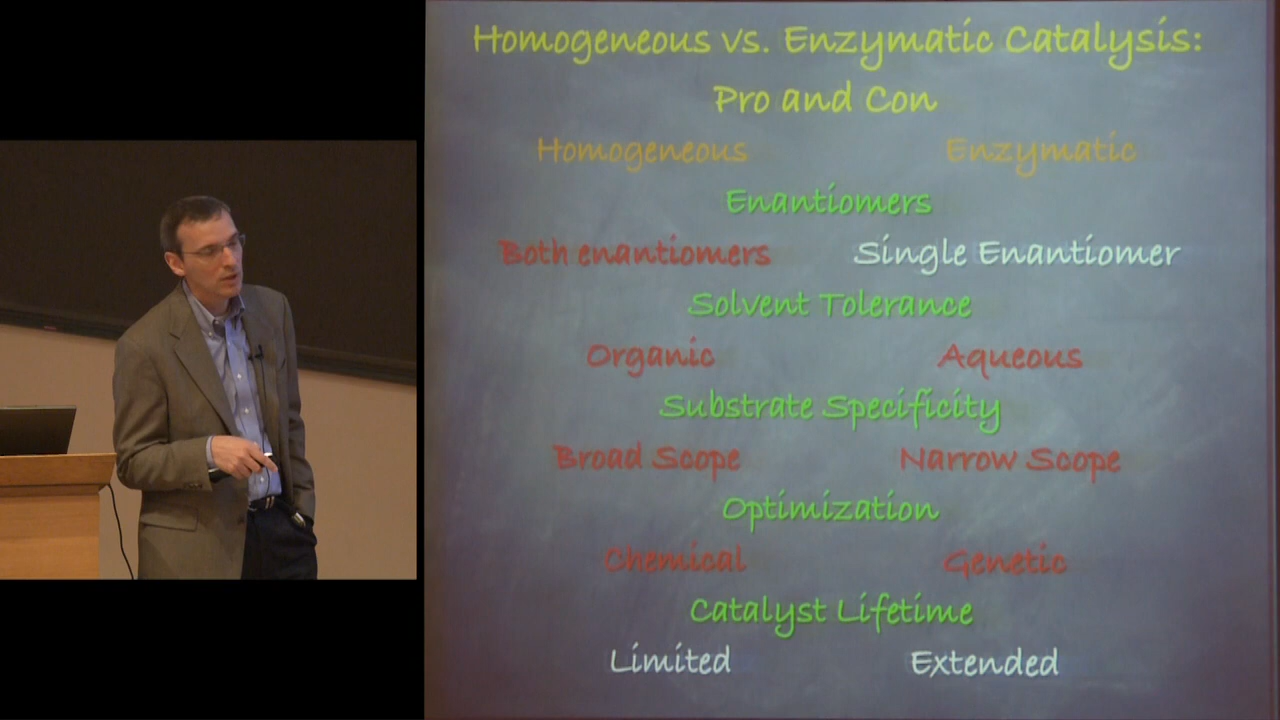 Homogeneous vs. Enzymatic Catalysis:
Pro and Con
Homogeneous Enzymatic
Enantiomers
Both enantiomers Single Enantiomer
Solvent Tolerance
Organic Aqueous
Substrate Specificity
Broad Scope Narrow Scope
Optimization
Chemical Genetic
Catalyst Lifetime
Limited Extended